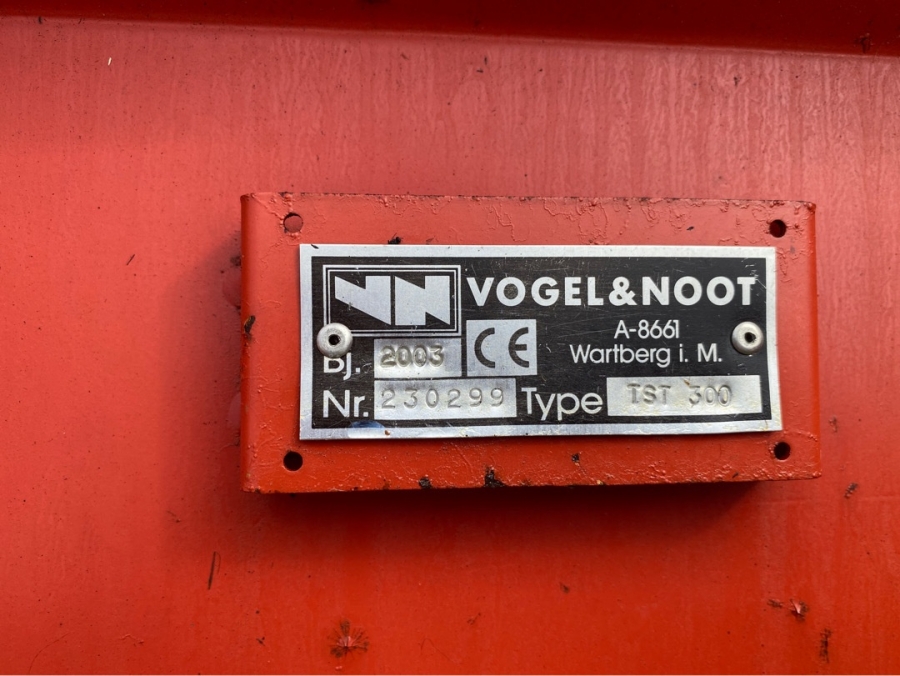 VN VOGEL&NOOT
A-8661
Wartberg i. M.
Bj. 2003 CE
Nr. 230299 Type TST 300